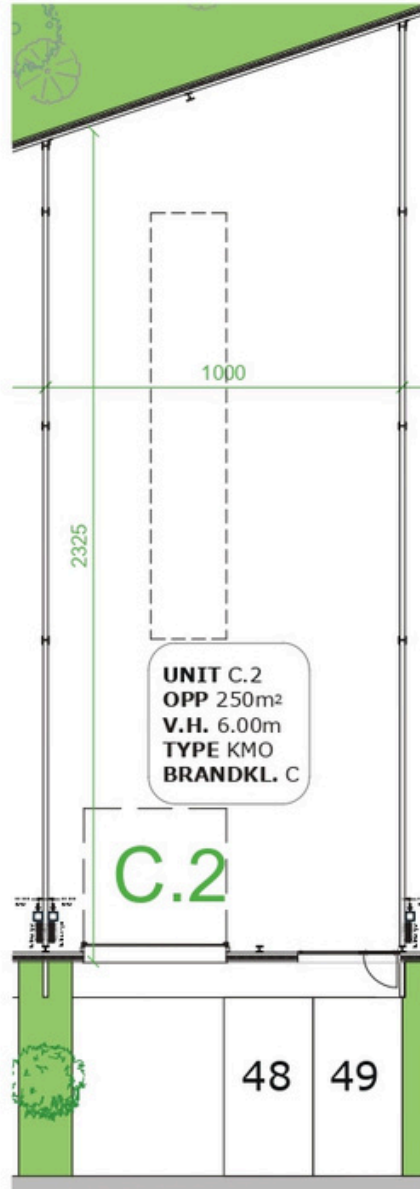 1000
2325
UNIT C.2
OPP 250m²
V.H. 6.00m
TYPE KMO
BRANDKL. C
C.2
48
49